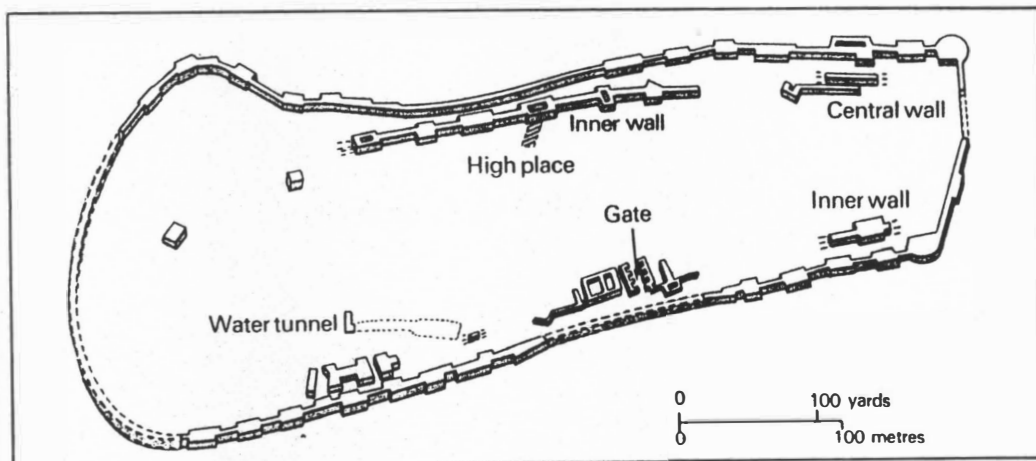 Central wall
Inner wall
High place
Inner wall
Gate
Water tunnel
0 100 yards
0 100 metres